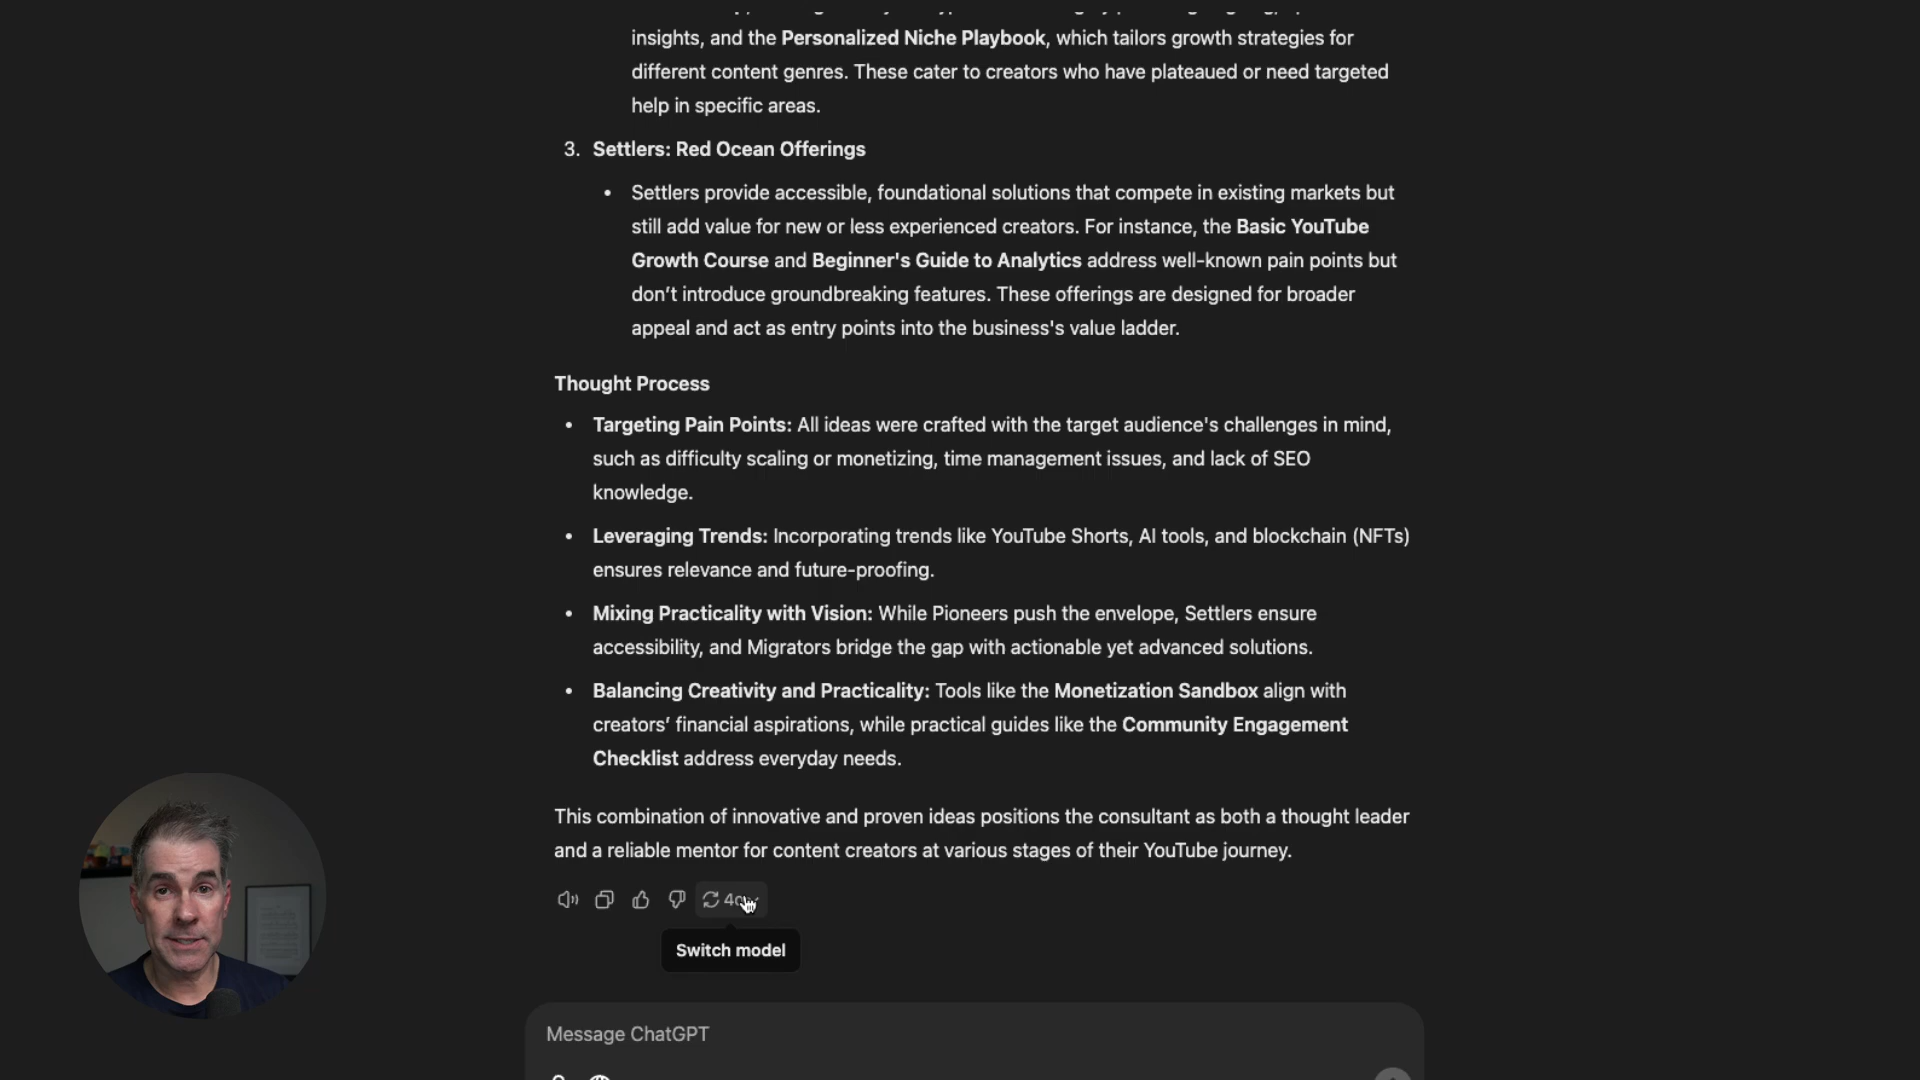 insights, and the Personalized Niche Playbook, which tailors growth strategies for
different content genres. These cater to creators who have plateaued or need targeted
help in specific areas.
3. Settlers: Red Ocean Offerings
• Settlers provide accessible, foundational solutions that compete in existing markets but
still add value for new or less experienced creators. For instance, the Basic YouTube
Growth Course and Beginner's Guide to Analytics address well-known pain points but
don’t introduce groundbreaking features. These offerings are designed for broader
appeal and act as entry points into the business's value ladder.
Thought Process
• Targeting Pain Points: All ideas were crafted with the target audience's challenges in mind,
such as difficulty scaling or monetizing, time management issues, and lack of SEO
knowledge.
• Leveraging Trends: Incorporating trends like YouTube Shorts, AI tools, and blockchain (NFTs)
ensures relevance and future-proofing.
• Mixing Practicality with Vision: While Pioneers push the envelope, Settlers ensure
accessibility, and Migrators bridge the gap with actionable yet advanced solutions.
• Balancing Creativity and Practicality: Tools like the Monetization Sandbox align with
creators’ financial aspirations, while practical guides like the Community Engagement
Checklist address everyday needs.
This combination of innovative and proven ideas positions the consultant as both a thought leader
and a reliable mentor for content creators at various stages of their YouTube journey.
4o
Switch model
Message ChatGPT